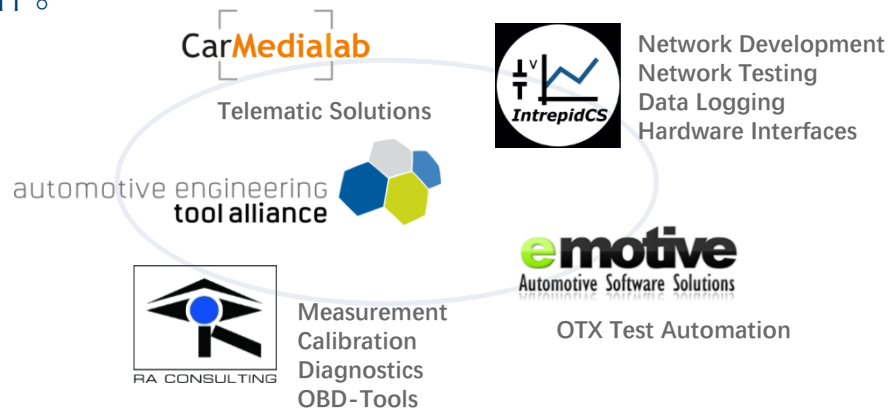 CarMedialab
Telematic Solutions
V
IntrepidCS
Network Development
Network Testing
Data Logging
Hardware Interfaces
automotive engineering
tool alliance
emotive
Automotive Software Solutions
OTX Test Automation
RA CONSULTING
Measurement
Calibration
Diagnostics
OBD-Tools